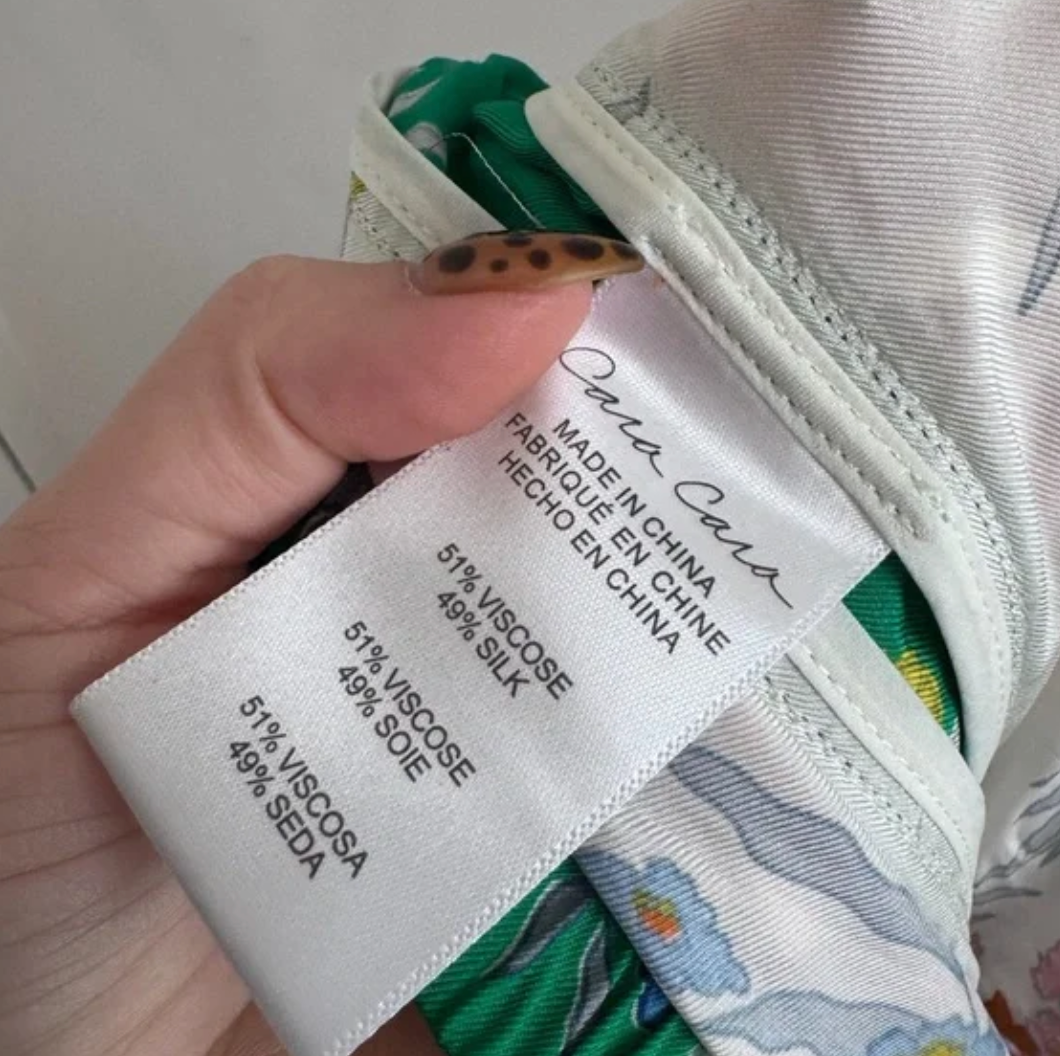 Cara Cara
MADE IN CHINA
FABRIQUÉ EN CHINE
HECHO EN CHINA
51% VISCOSE
49% SILK
51% VISCOSE
49% SOIE
51% VISCOSA
49% SEDA